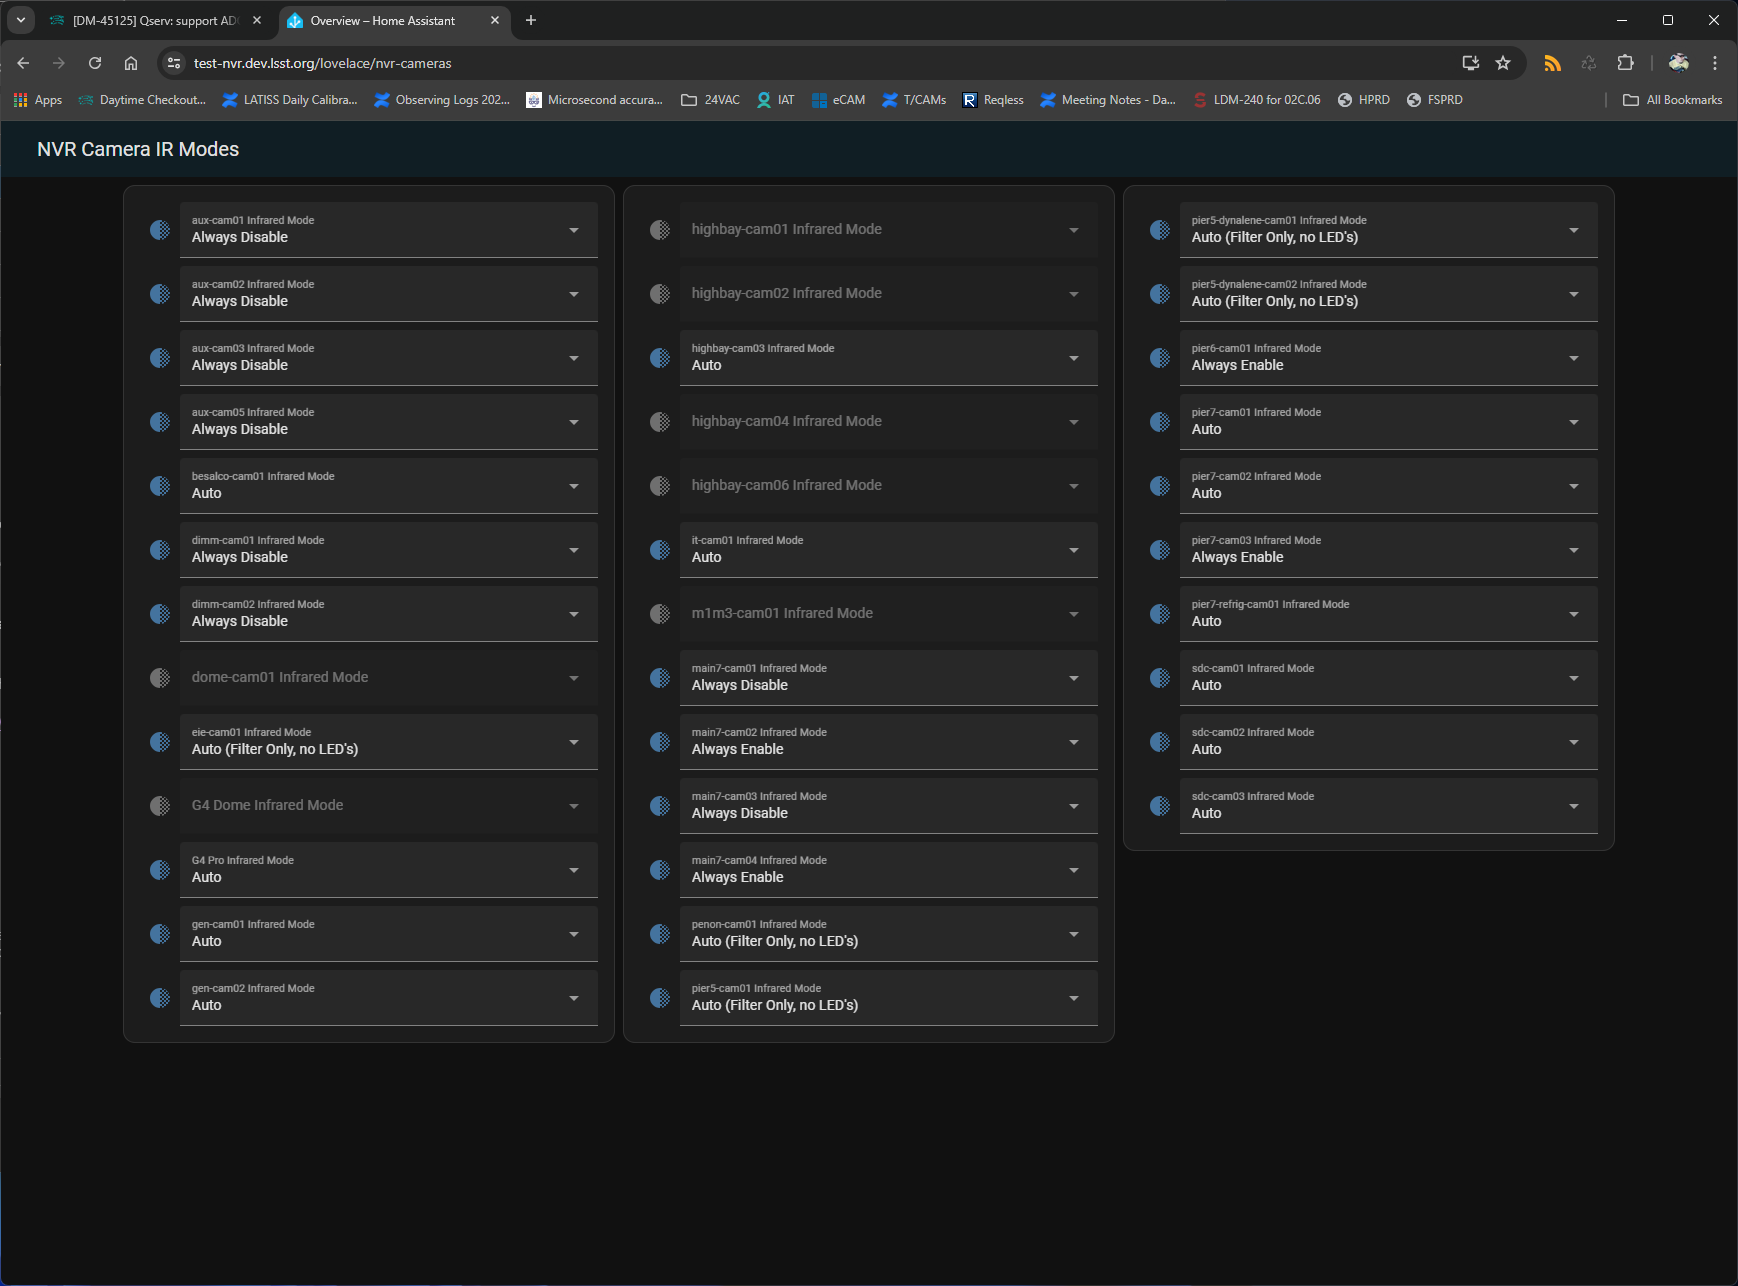 [DM-45125] Qserv: support AD
Overview – Home Assistant
test-nvr.dev.lsst.org/lovelace/nvr-cameras
Apps
Daytime Checkout...
LATISS Daily Calibra...
Observing Logs 202...
Microsecond accura...
24VAC
IAT
eCAM
T/CAMs
Reqless
Meeting Notes - Da...
LDM-240 for 02C.06
HPRD
FSPRD
All Bookmarks
NVR Camera IR Modes
aux-cam01 Infrared Mode
Always Disable
aux-cam02 Infrared Mode
Always Disable
aux-cam03 Infrared Mode
Always Disable
aux-cam05 Infrared Mode
Always Disable
besalco-cam01 Infrared Mode
Auto
dimm-cam01 Infrared Mode
Always Disable
dimm-cam02 Infrared Mode
Always Disable
dome-cam01 Infrared Mode
eie-cam01 Infrared Mode
Auto (Filter Only, no LED's)
G4 Dome Infrared Mode
G4 Pro Infrared Mode
Auto
gen-cam01 Infrared Mode
Auto
gen-cam02 Infrared Mode
Auto
highbay-cam01 Infrared Mode
highbay-cam02 Infrared Mode
highbay-cam03 Infrared Mode
Auto
highbay-cam04 Infrared Mode
highbay-cam06 Infrared Mode
it-cam01 Infrared Mode
Auto
m1m3-cam01 Infrared Mode
main7-cam01 Infrared Mode
Always Disable
main7-cam02 Infrared Mode
Always Enable
main7-cam03 Infrared Mode
Always Disable
main7-cam04 Infrared Mode
Always Enable
penon-cam01 Infrared Mode
Auto (Filter Only, no LED's)
pier5-cam01 Infrared Mode
Auto (Filter Only, no LED's)
pier5-dynalene-cam01 Infrared Mode
Auto (Filter Only, no LED's)
pier5-dynalene-cam02 Infrared Mode
Auto (Filter Only, no LED's)
pier6-cam01 Infrared Mode
Always Enable
pier7-cam01 Infrared Mode
Auto
pier7-cam02 Infrared Mode
Auto
pier7-cam03 Infrared Mode
Always Enable
pier7-refrig-cam01 Infrared Mode
Auto
sdc-cam01 Infrared Mode
Auto
sdc-cam02 Infrared Mode
Auto
sdc-cam03 Infrared Mode
Auto